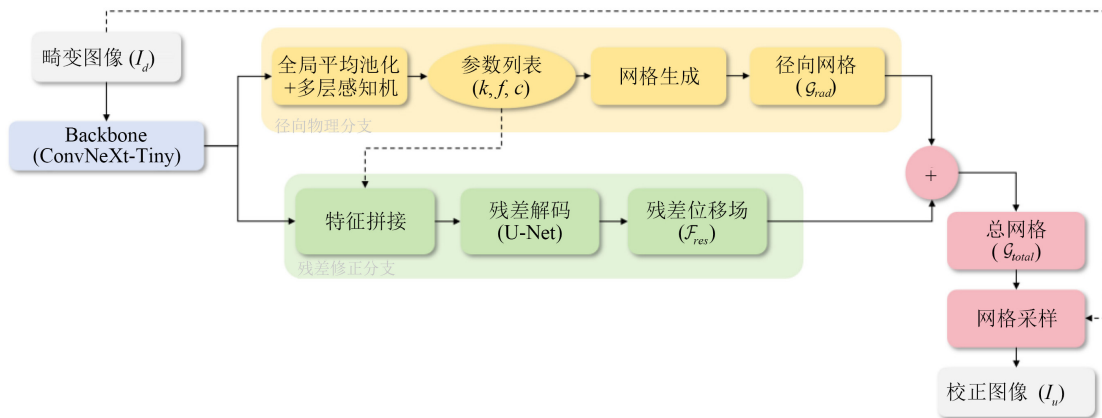 畸变图像 (I_d)
Backbone
(ConvNeXt-Tiny)
全局平均池化
+多层感知机
参数列表
(k, f, c)
网格生成
径向网格
(𝒢_rad)
径向物理分支
特征拼接
残差解码
(U-Net)
残差位移场
(ℱ_res)
残差修正分支
+
总网格
(𝒢_total)
网格采样
校正图像 (I_u)